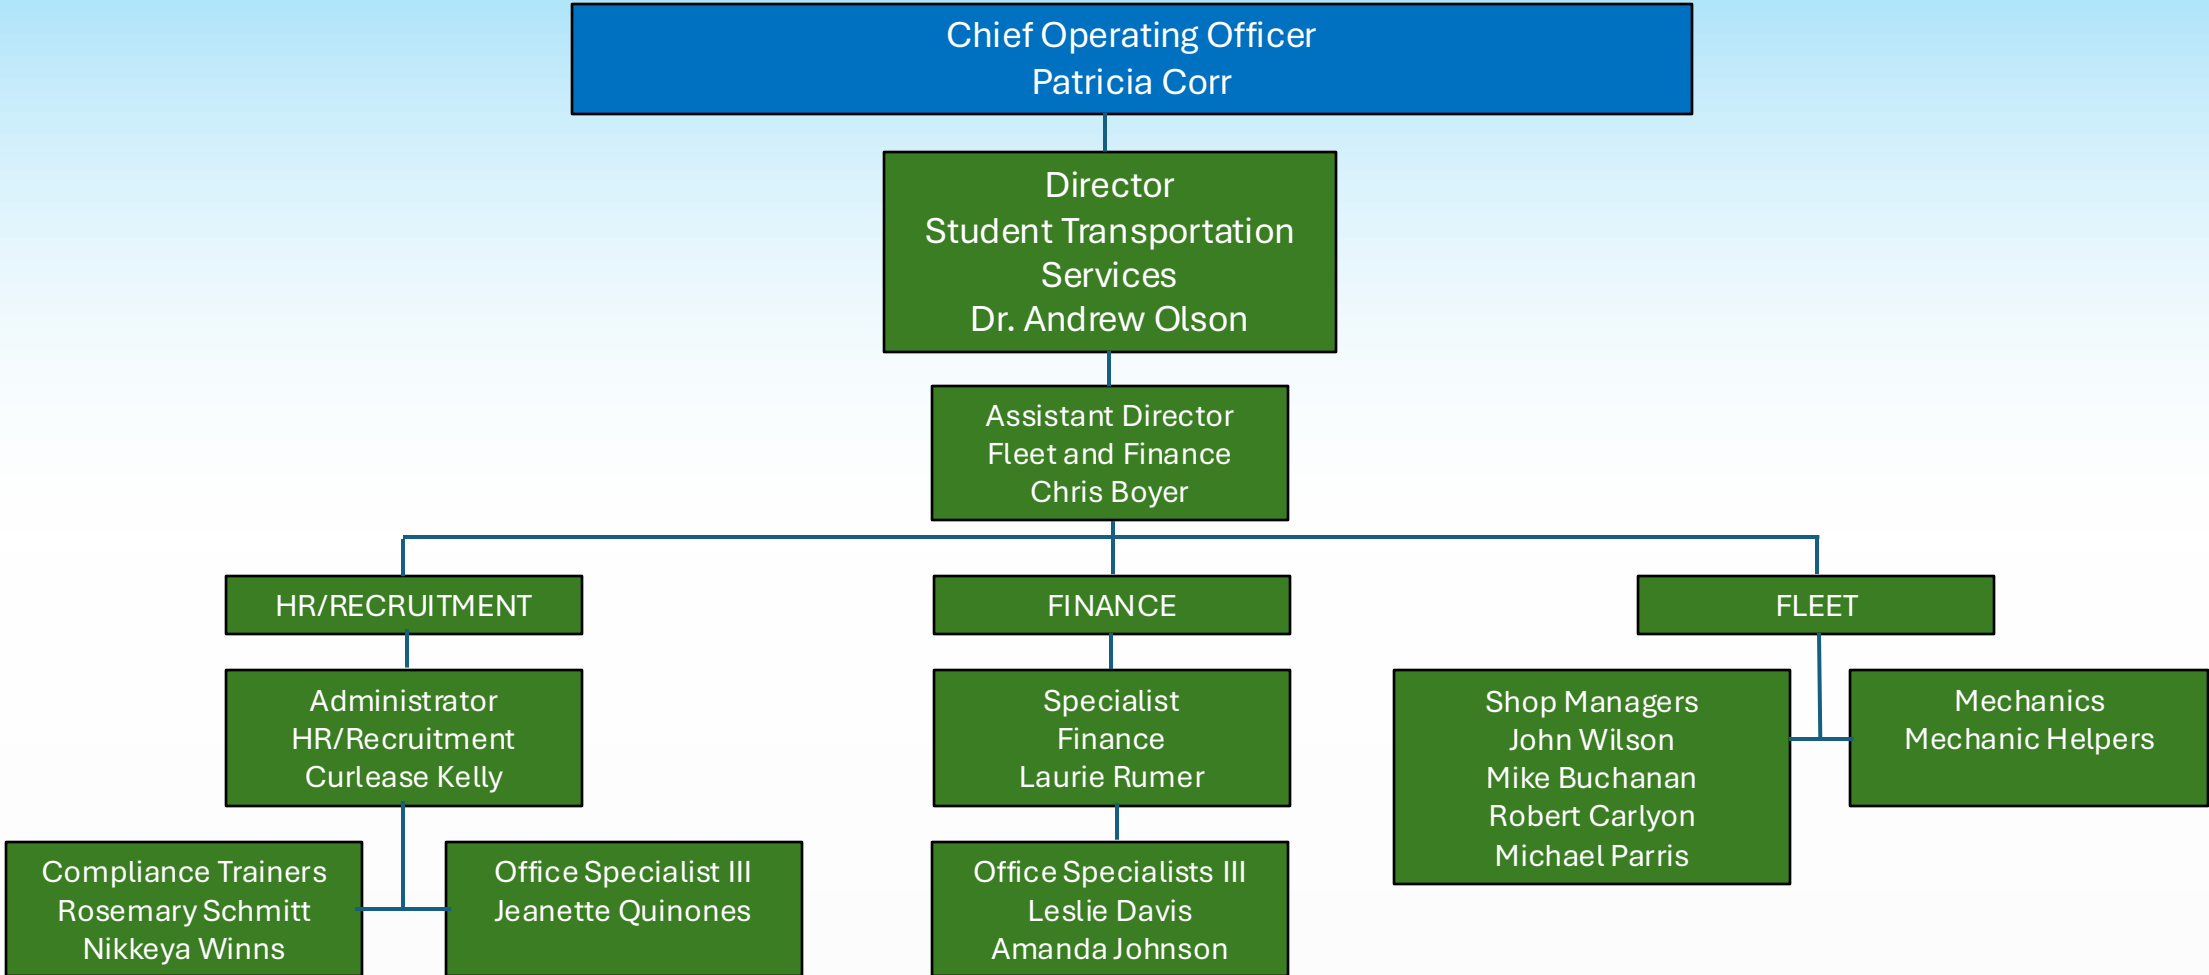 Chief Operating Officer
Patricia Corr
Director
Student Transportation
Services
Dr. Andrew Olson
Assistant Director
Fleet and Finance
Chris Boyer
HR/RECRUITMENT
FINANCE
FLEET
Administrator
HR/Recruitment
Curlease Kelly
Specialist
Finance
Laurie Rumer
Shop Managers
John Wilson
Mike Buchanan
Robert Carlyon
Michael Parris
Mechanics
Mechanic Helpers
Compliance Trainers
Rosemary Schmitt
Nikkeya Winns
Office Specialist III
Jeanette Quinones
Office Specialists III
Leslie Davis
Amanda Johnson